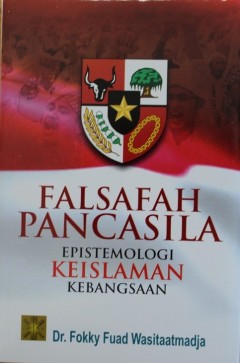 FALSAFAH
PANCASILA
EPISTEMOLOGI
KEISLAMAN
KEBANGSAAN
Dr. Fokky Fuad Wasitaatmadja